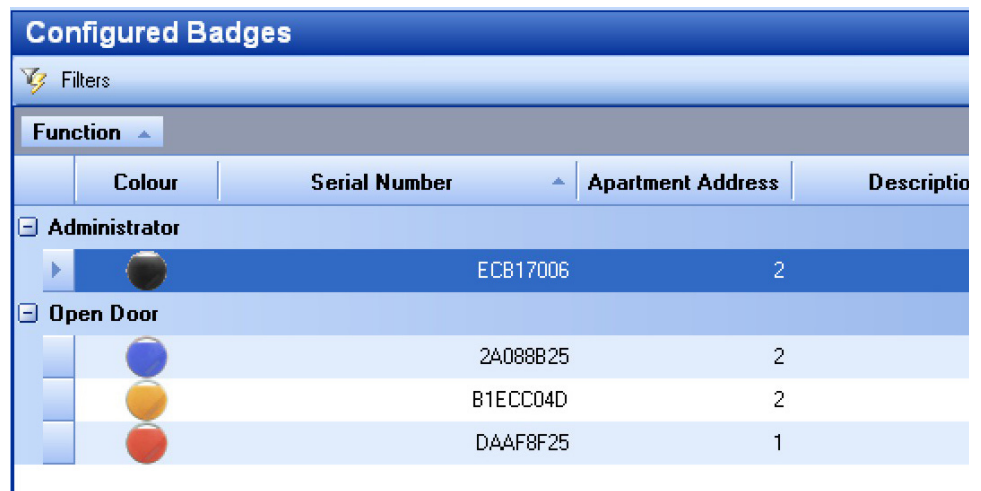 Configured Badges
Filters
Function
Colour Serial Number Apartment Address Descriptio
Administrator
ECB17006 2
Open Door
2A088B25 2
B1ECC04D 2
DAAF8F25 1